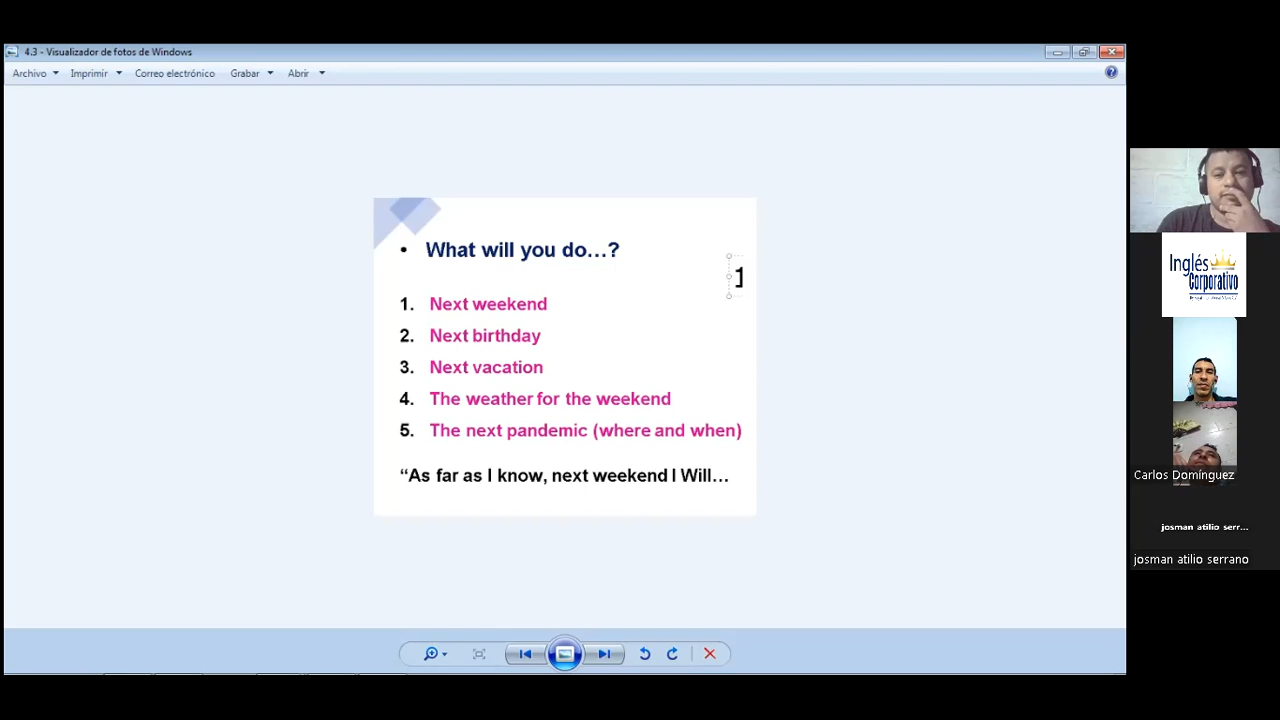 4.3 - Visualizador de fotos de Windows
Archivo Imprimir Correo electrónico Grabar Abrir
• What will you do...?
1
1. Next weekend
2. Next birthday
3. Next vacation
4. The weather for the weekend
5. The next pandemic (where and when)
“As far as I know, next weekend I Will...
Inglés
Corporativo
Carlos Domínguez
josman atilio serr...
josman atilio serrano